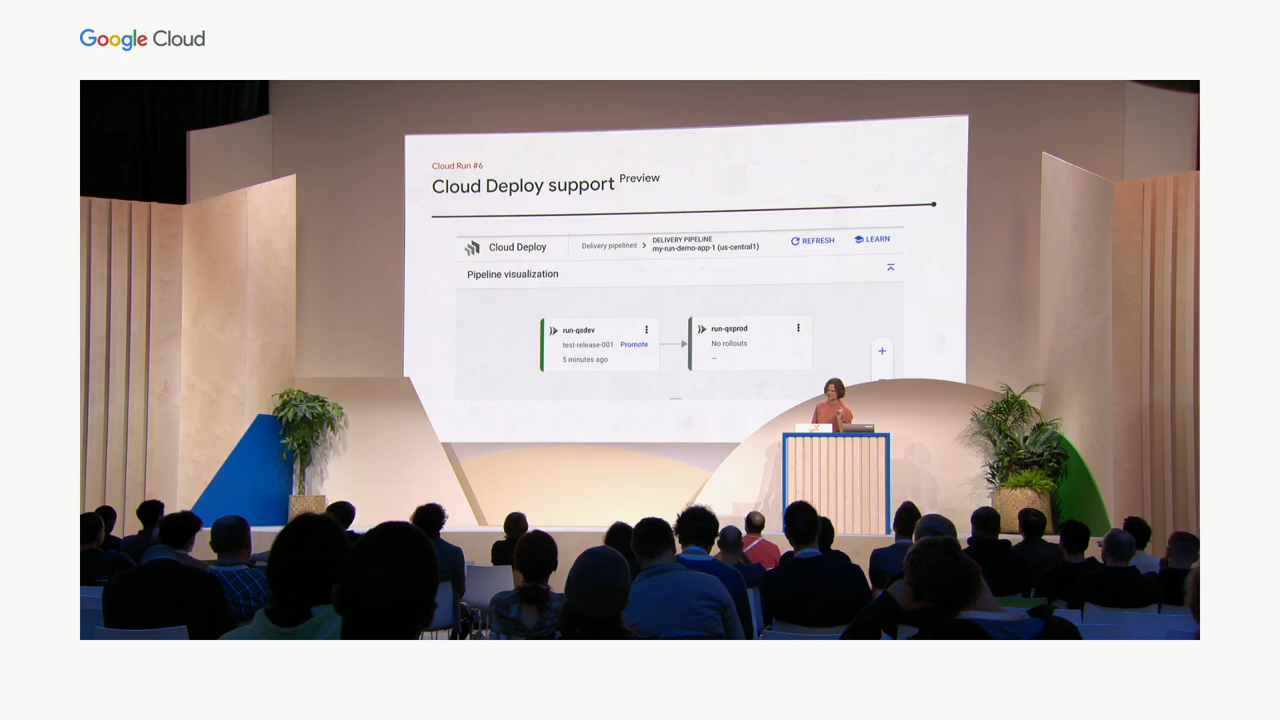 Google Cloud
Cloud Run #6
Cloud Deploy support Preview
Cloud Deploy
Delivery pipelines
DELIVERY PIPELINE
my-run-demo-app-1 (us-central1)
REFRESH
LEARN
Pipeline visualization
run-qsdev
test-release-001 Promote
5 minutes ago
run-qsprod
No rollouts
--
+